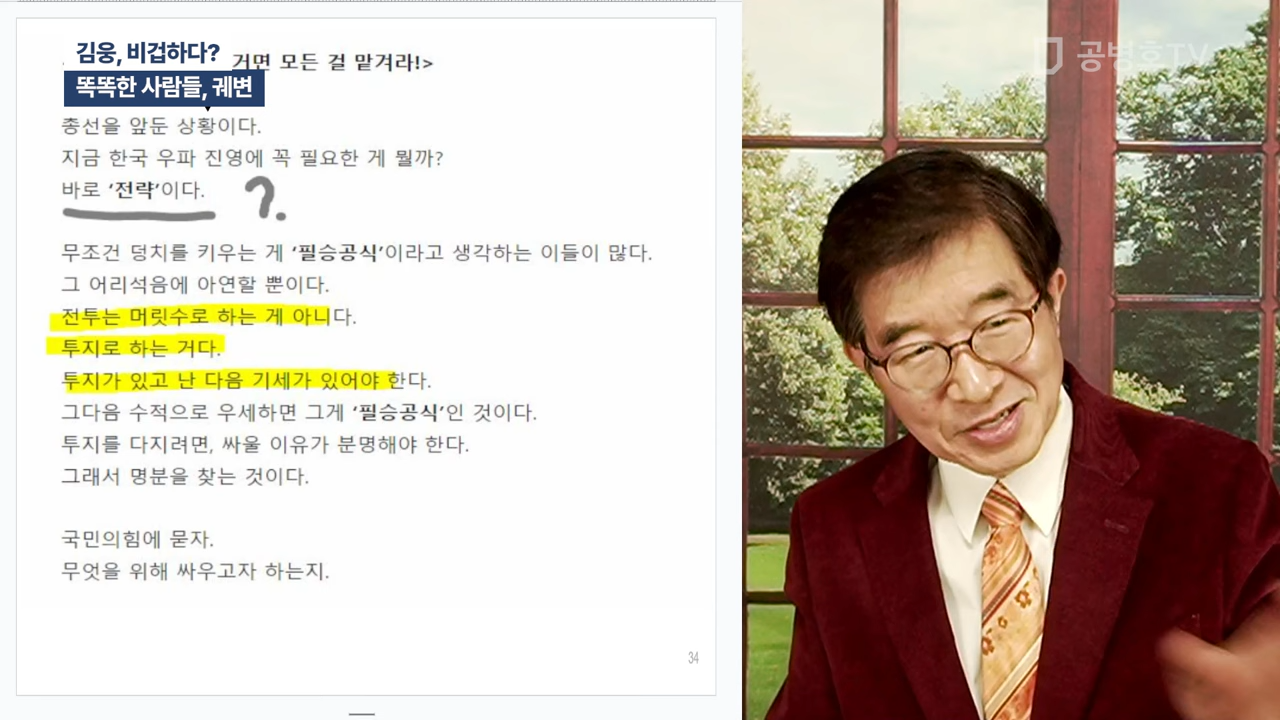 김웅, 비겁하다?
똑똑한 사람들, 궤변
거면 모든 걸 맡겨라!>
총선을 앞둔 상황이다.
지금 한국 우파 진영에 꼭 필요한 게 뭘까?
바로 ‘전략’이다. ?.
무조건 덩치를 키우는 게 ‘필승공식’이라고 생각하는 이들이 많다.
그 어리석음에 아연할 뿐이다.
전투는 머릿수로 하는 게 아니다.
투지로 하는 거다.
투지가 있고 난 다음 기세가 있어야 한다.
그다음 수적으로 우세하면 그게 ‘필승공식’인 것이다.
투지를 다지려면, 싸울 이유가 분명해야 한다.
그래서 명분을 찾는 것이다.
국민의힘에 묻자.
무엇을 위해 싸우고자 하는지.
34
공병호TV